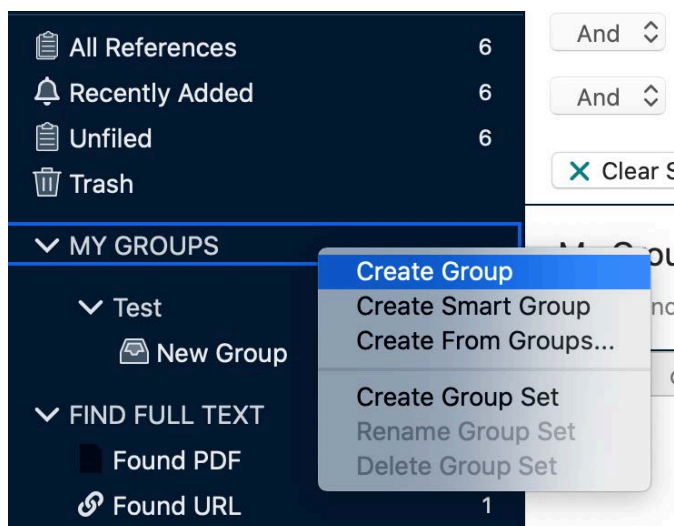 All References 6
Recently Added 6
Unfiled 6
Trash
MY GROUPS
Test
New Group
FIND FULL TEXT
Found PDF
Found URL 1
And
And
Clear
Create Group
Create Smart Group
Create From Groups...
Create Group Set
Rename Group Set
Delete Group Set